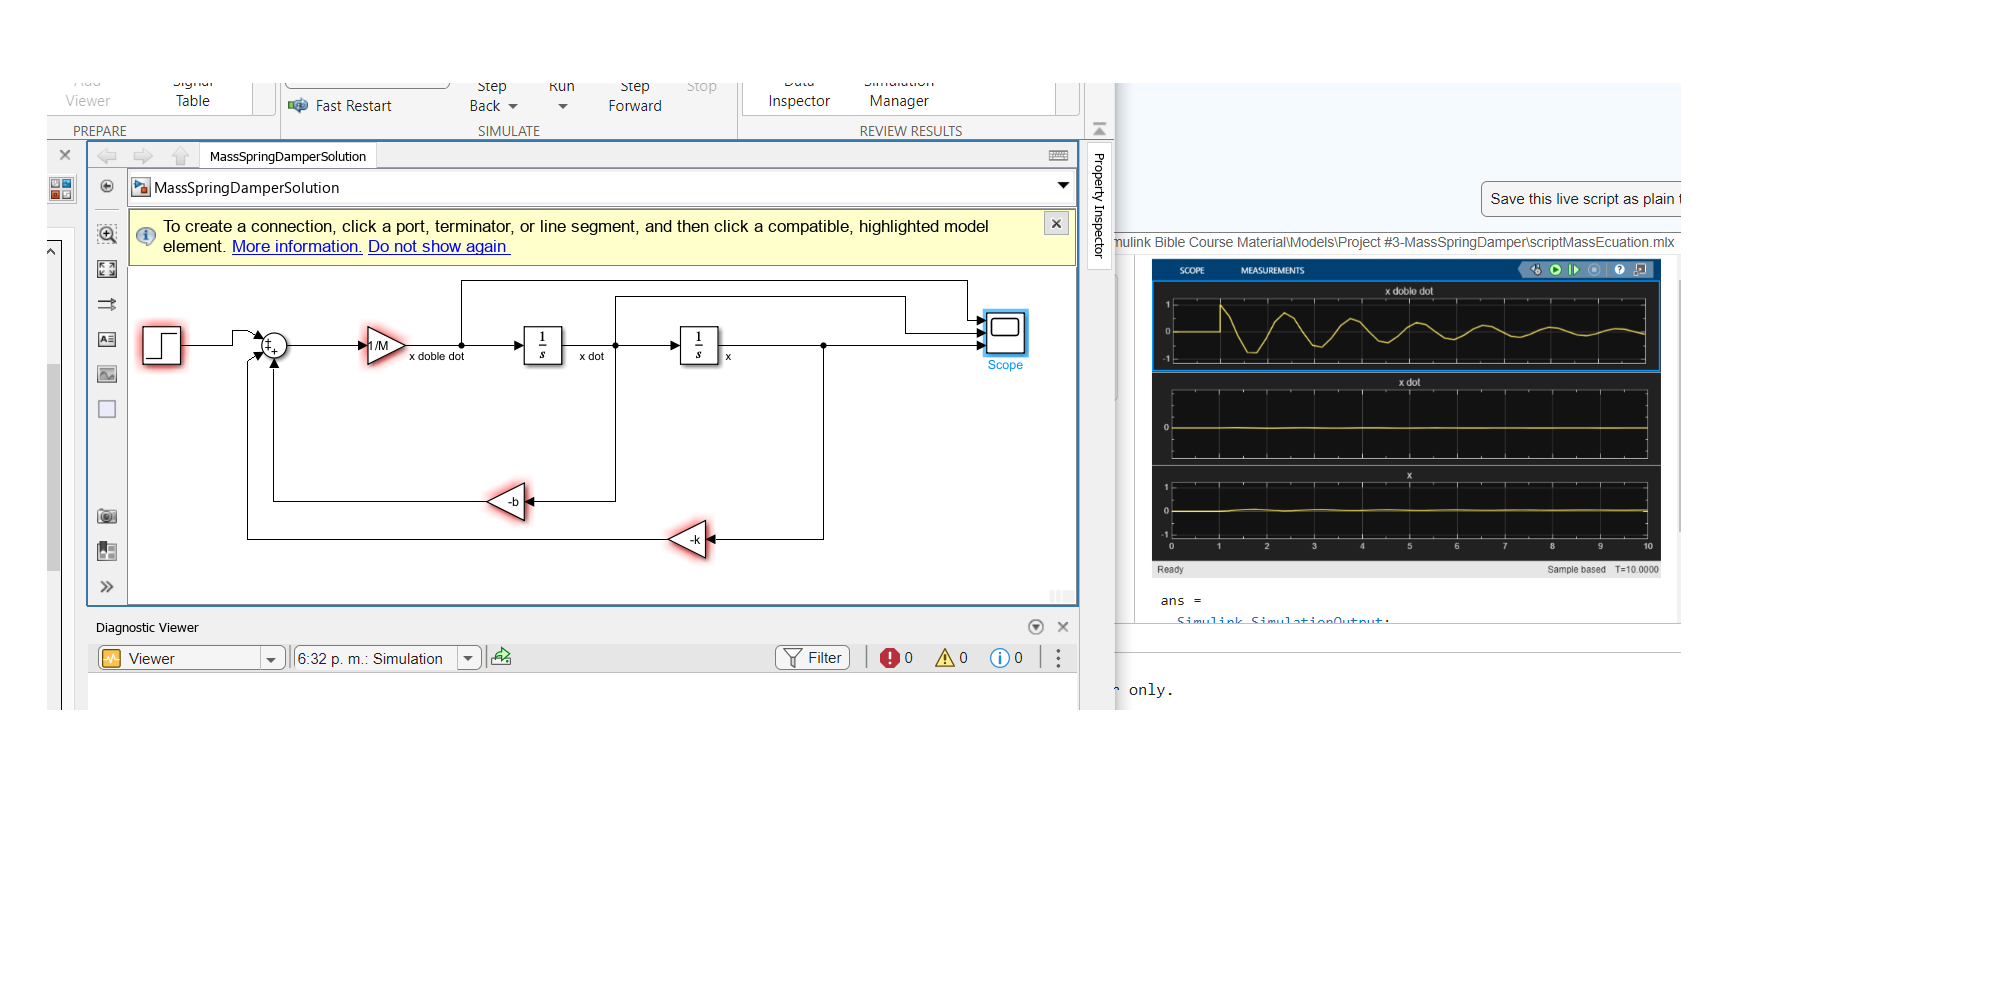 Add
Viewer
Signal
Table
Fast Restart
Step
Back
Run
Step
Forward
Stop
Data
Inspector
Simulation
Manager
PREPARE
SIMULATE
REVIEW RESULTS
MassSpringDamperSolution
MassSpringDamperSolution
To create a connection, click a port, terminator, or line segment, and then click a compatible, highlighted model
element. More information. Do not show again
1/M
x doble dot
1
s
x dot
1
s
x
Scope
-b
-k
Property Inspector
Diagnostic Viewer
Viewer
6:32 p. m.: Simulation
Filter
0
0
0
Save this live script as plain
mulink Bible Course Material\Models\Project #3-MassSpringDamper\scriptMassEcuation.mlx
SCOPE MEASUREMENTS
x doble dot
1
0
-1
x dot
0
x
1
0
-1
0 1 2 3 4 5 6 7 8 9 10
Ready
Sample based T=10.0000
ans =
Simulink.SimulationOutput:
only.